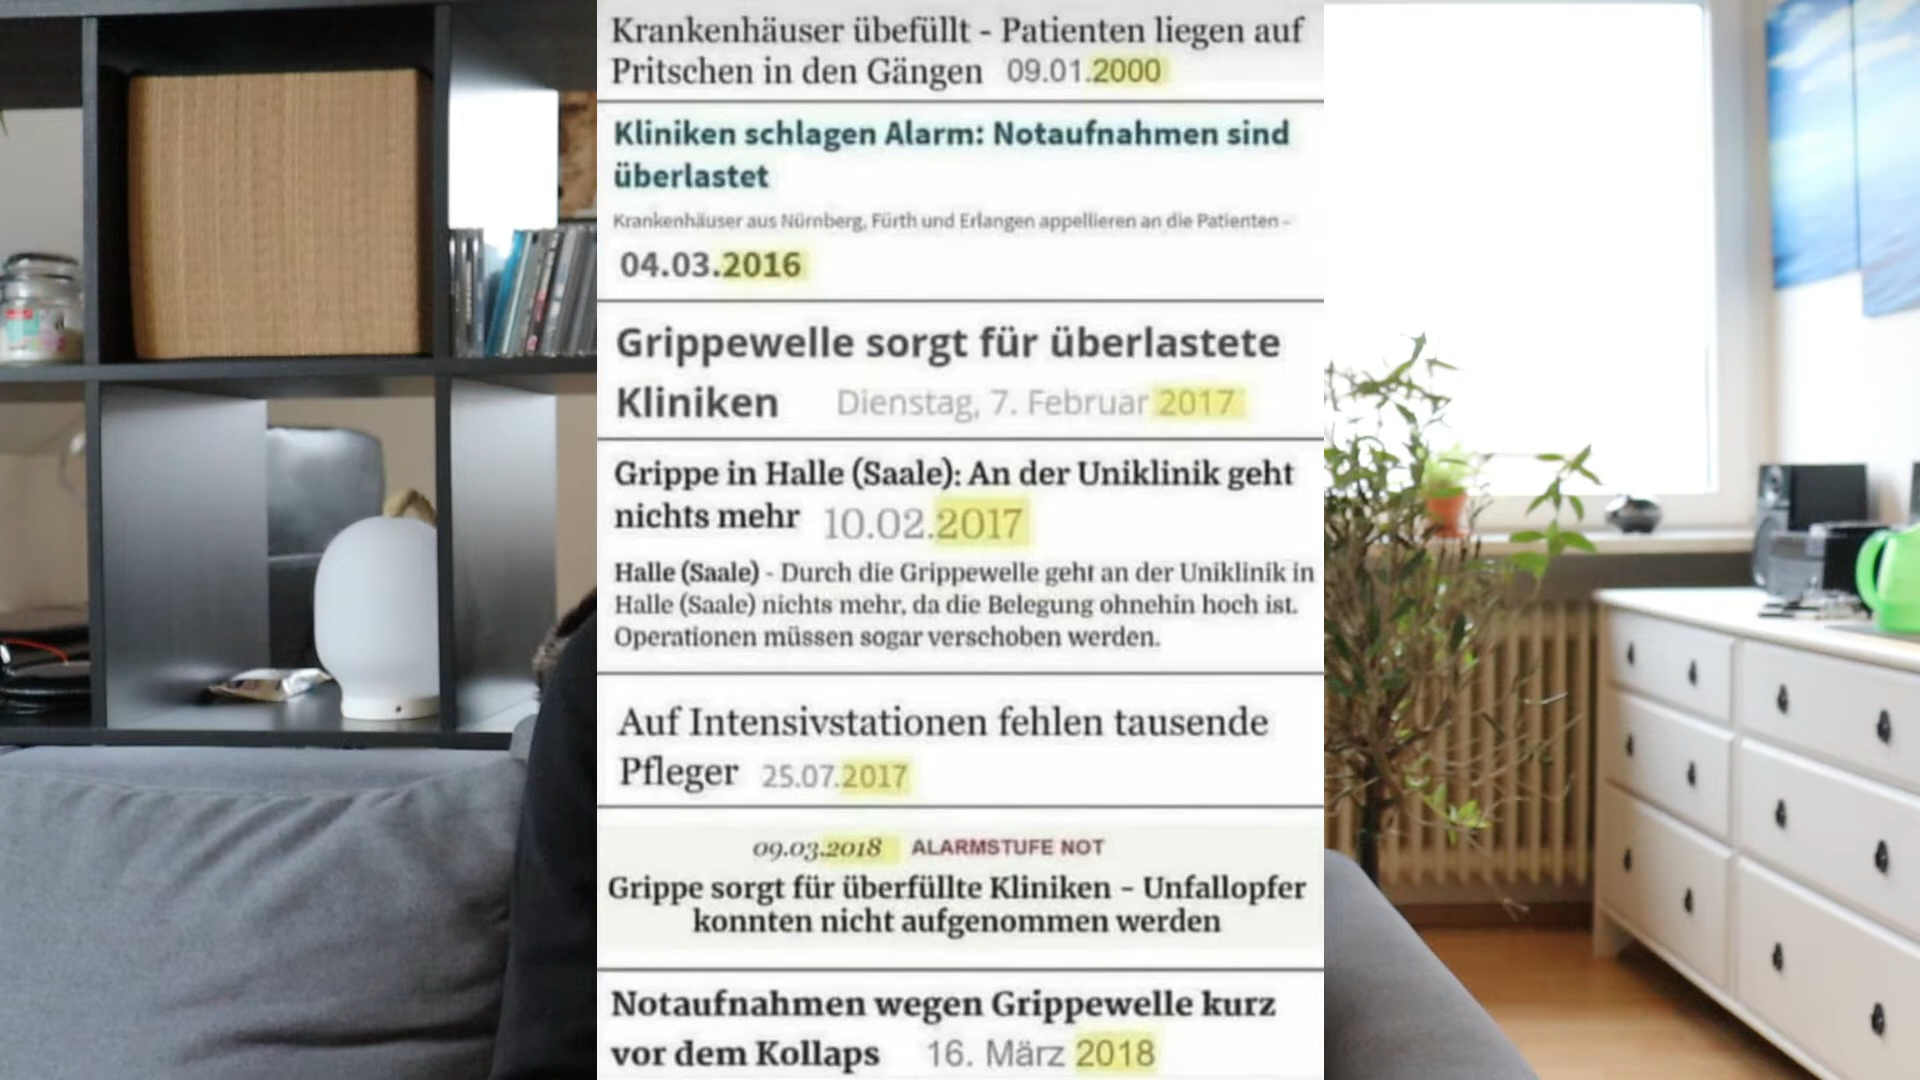 Krankenhäuser übefüllt - Patienten liegen auf
Pritschen in den Gängen 09.01.2000
Kliniken schlagen Alarm: Notaufnahmen sind
überlastet
Krankenhäuser aus Nürnberg, Fürth und Erlangen appellieren an die Patienten -
04.03.2016
Grippewelle sorgt für überlastete
Kliniken Dienstag, 7. Februar 2017
Grippe in Halle (Saale): An der Uniklinik geht
nichts mehr 10.02.2017
Halle (Saale) - Durch die Grippewelle geht an der Uniklinik in
Halle (Saale) nichts mehr, da die Belegung ohnehin hoch ist.
Operationen müssen sogar verschoben werden.
Auf Intensivstationen fehlen tausende
Pfleger 25.07.2017
09.03.2018 ALARMSTUFE NOT
Grippe sorgt für überfüllte Kliniken - Unfallopfer
konnten nicht aufgenommen werden
Notaufnahmen wegen Grippewelle kurz
vor dem Kollaps 16. März 2018